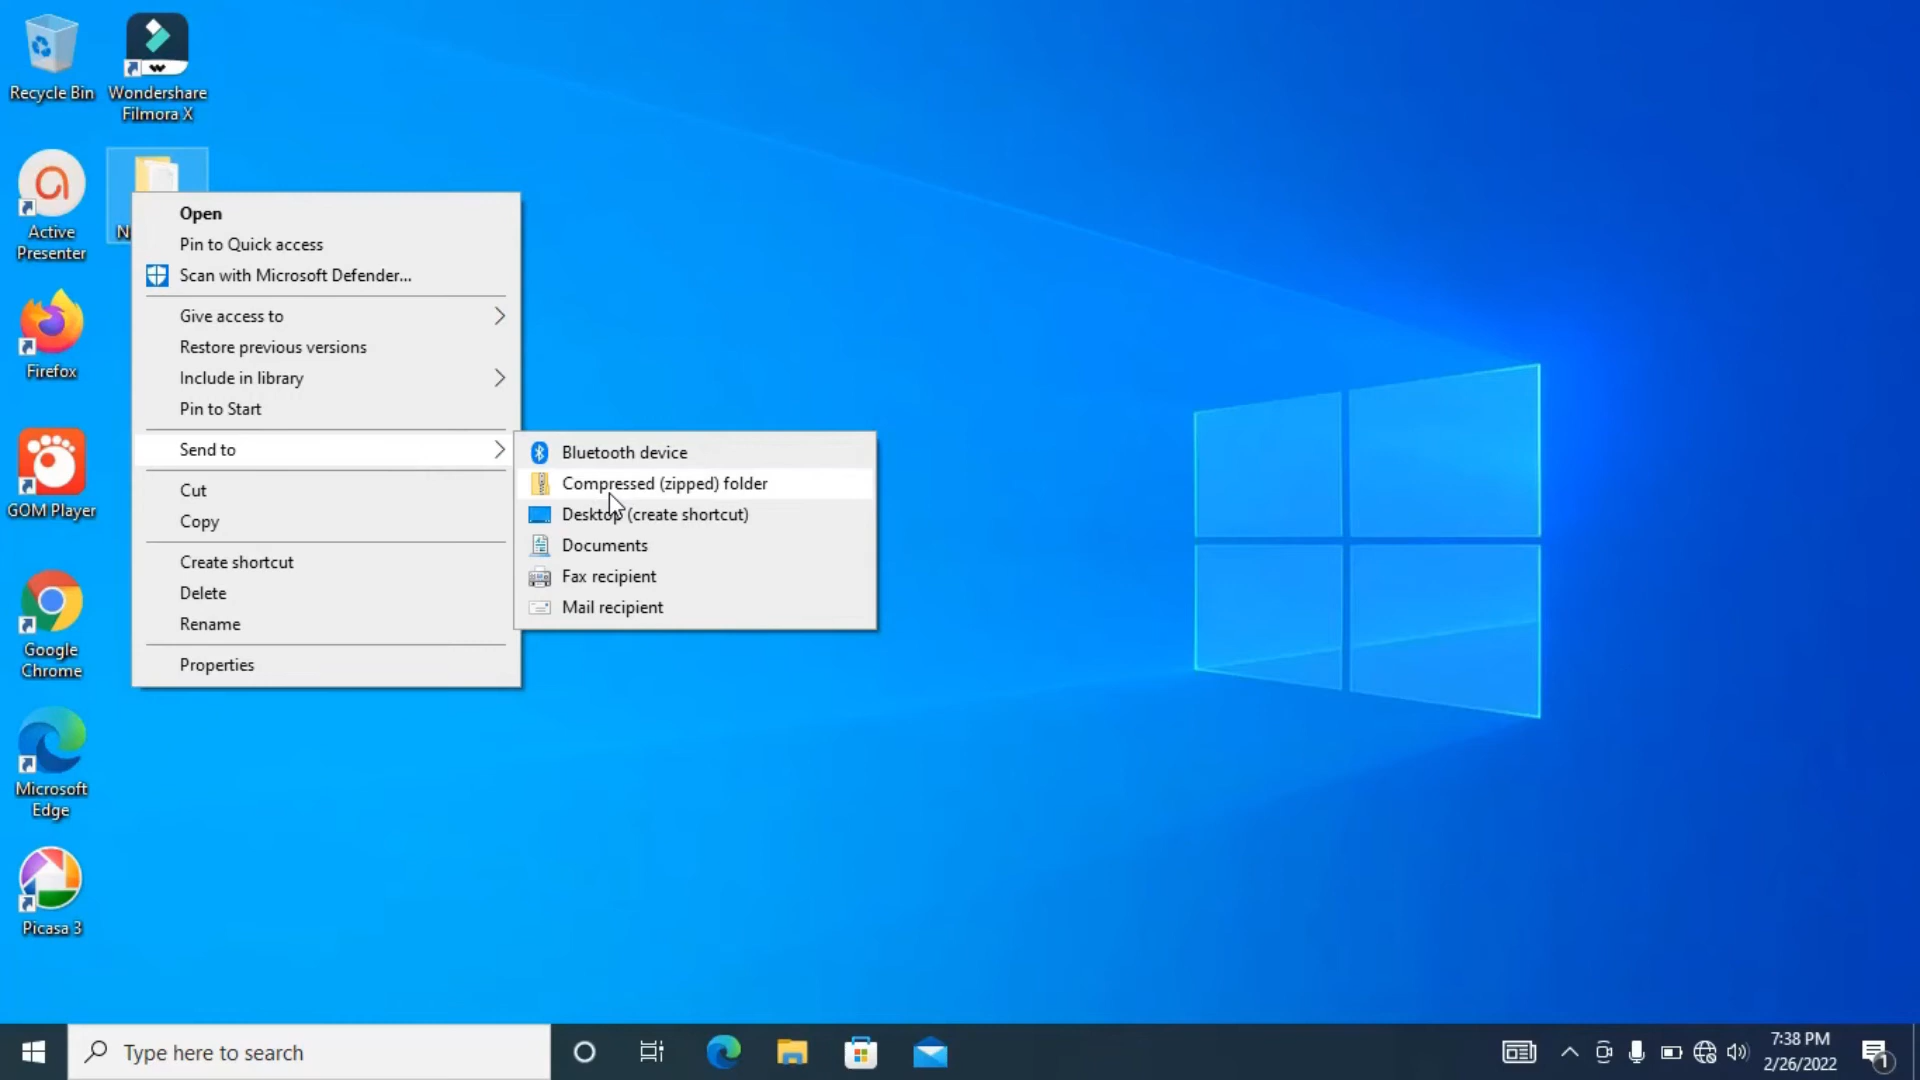 Recycle Bin
Wondershare
Filmora X
Active
Presenter
Firefox
GOM Player
Google
Chrome
Microsoft
Edge
Picasa 3
Open
Pin to Quick access
Scan with Microsoft Defender...
Give access to
Restore previous versions
Include in library
Pin to Start
Send to
Cut
Copy
Create shortcut
Delete
Rename
Properties
Bluetooth device
Compressed (zipped) folder
Desktop (create shortcut)
Documents
Fax recipient
Mail recipient
Type here to search
7:38 PM
2/26/2022
1